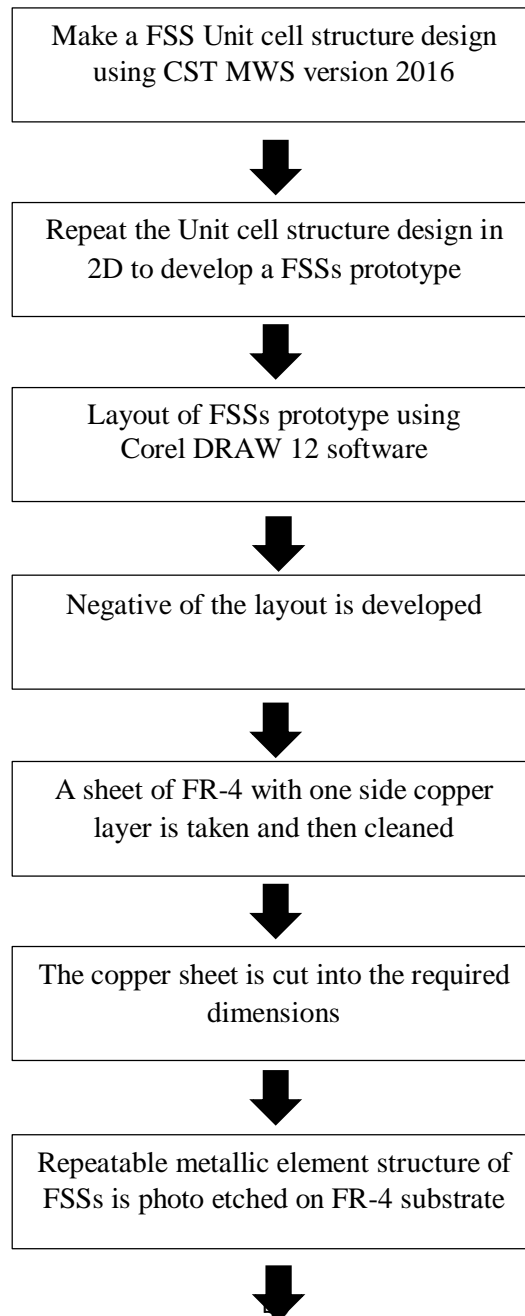 Make a FSS Unit cell structure design
using CST MWS version 2016
Repeat the Unit cell structure design in
2D to develop a FSSs prototype
Layout of FSSs prototype using
Corel DRAW 12 software
Negative of the layout is developed
A sheet of FR-4 with one side copper
layer is taken and then cleaned
The copper sheet is cut into the required
dimensions
Repeatable metallic element structure of
FSSs is photo etched on FR-4 substrate